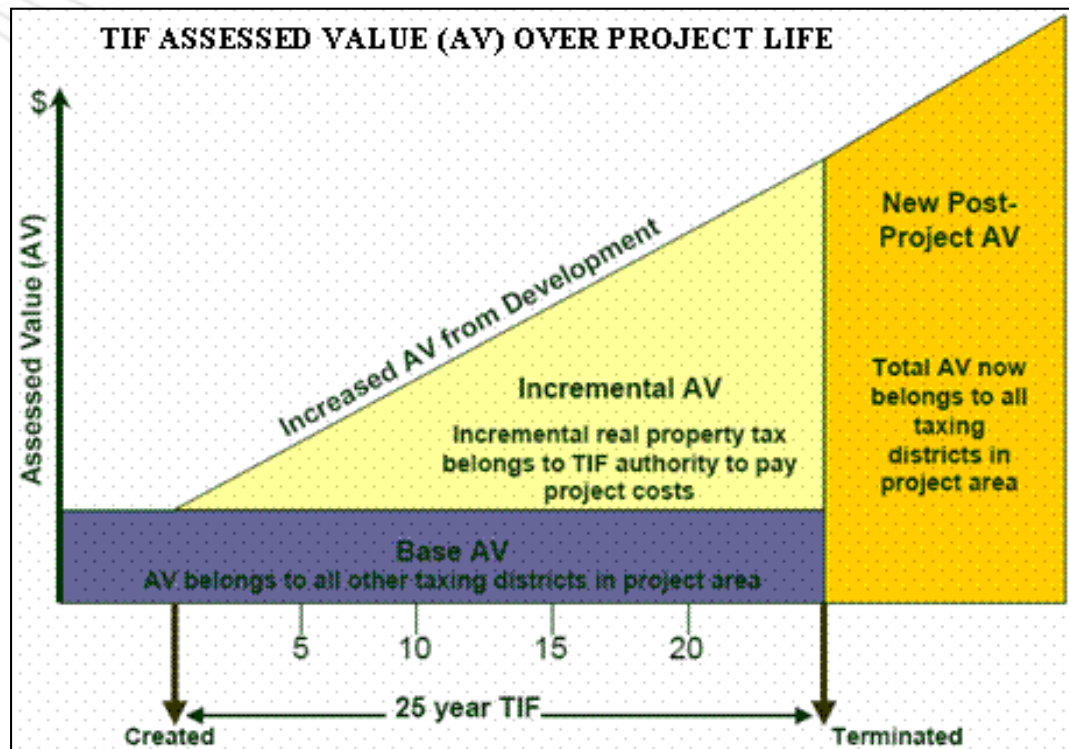 TIF ASSESSED VALUE (AV) OVER PROJECT LIFE
$
Assessed Value (AV)
Increased AV from Development
New Post-
Project AV
Incremental AV
Incremental real property tax
belongs to TIF authority to pay
project costs
Total AV now
belongs to all
taxing
districts in
project area
Base AV
AV belongs to all other taxing districts in project area
5 10 15 20
25 year TIF
Created Terminated